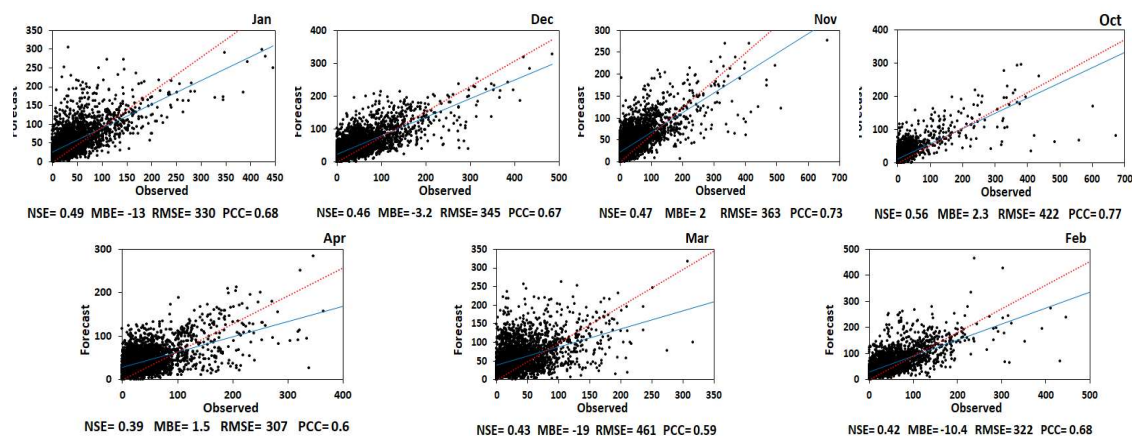 Jan
Dec
Nov
Oct
350
300
250
200
150
100
50
0
Forecast
0 50 100 150 200 250 300 350 400 450
Observed
400
300
200
100
0
Forecast
0 100 200 300 400 500
Observed
300
250
200
150
100
50
0
Forecast
0 100 200 300 400 500 600 700
Observed
400
300
200
100
0
Forecast
0 100 200 300 400 500 600 700
Observed
NSE= 0.49 MBE= -13 RMSE= 330 PCC= 0.68
NSE= 0.46 MBE= -3.2 RMSE= 345 PCC= 0.67
NSE= 0.47 MBE= 2 RMSE= 363 PCC= 0.73
NSE= 0.56 MBE= 2.3 RMSE= 422 PCC= 0.77
Apr
Mar
Feb
300
200
100
0
Forecast
0 100 200 300 400
Observed
350
300
250
200
150
100
50
0
Forecast
0 50 100 150 200 250 300 350
Observed
500
400
300
200
100
0
Forecast
0 100 200 300 400 500
Observed
NSE= 0.39 MBE= 1.5 RMSE= 307 PCC= 0.6
NSE= 0.43 MBE= -19 RMSE= 461 PCC= 0.59
NSE= 0.42 MBE= -10.4 RMSE= 322 PCC= 0.68